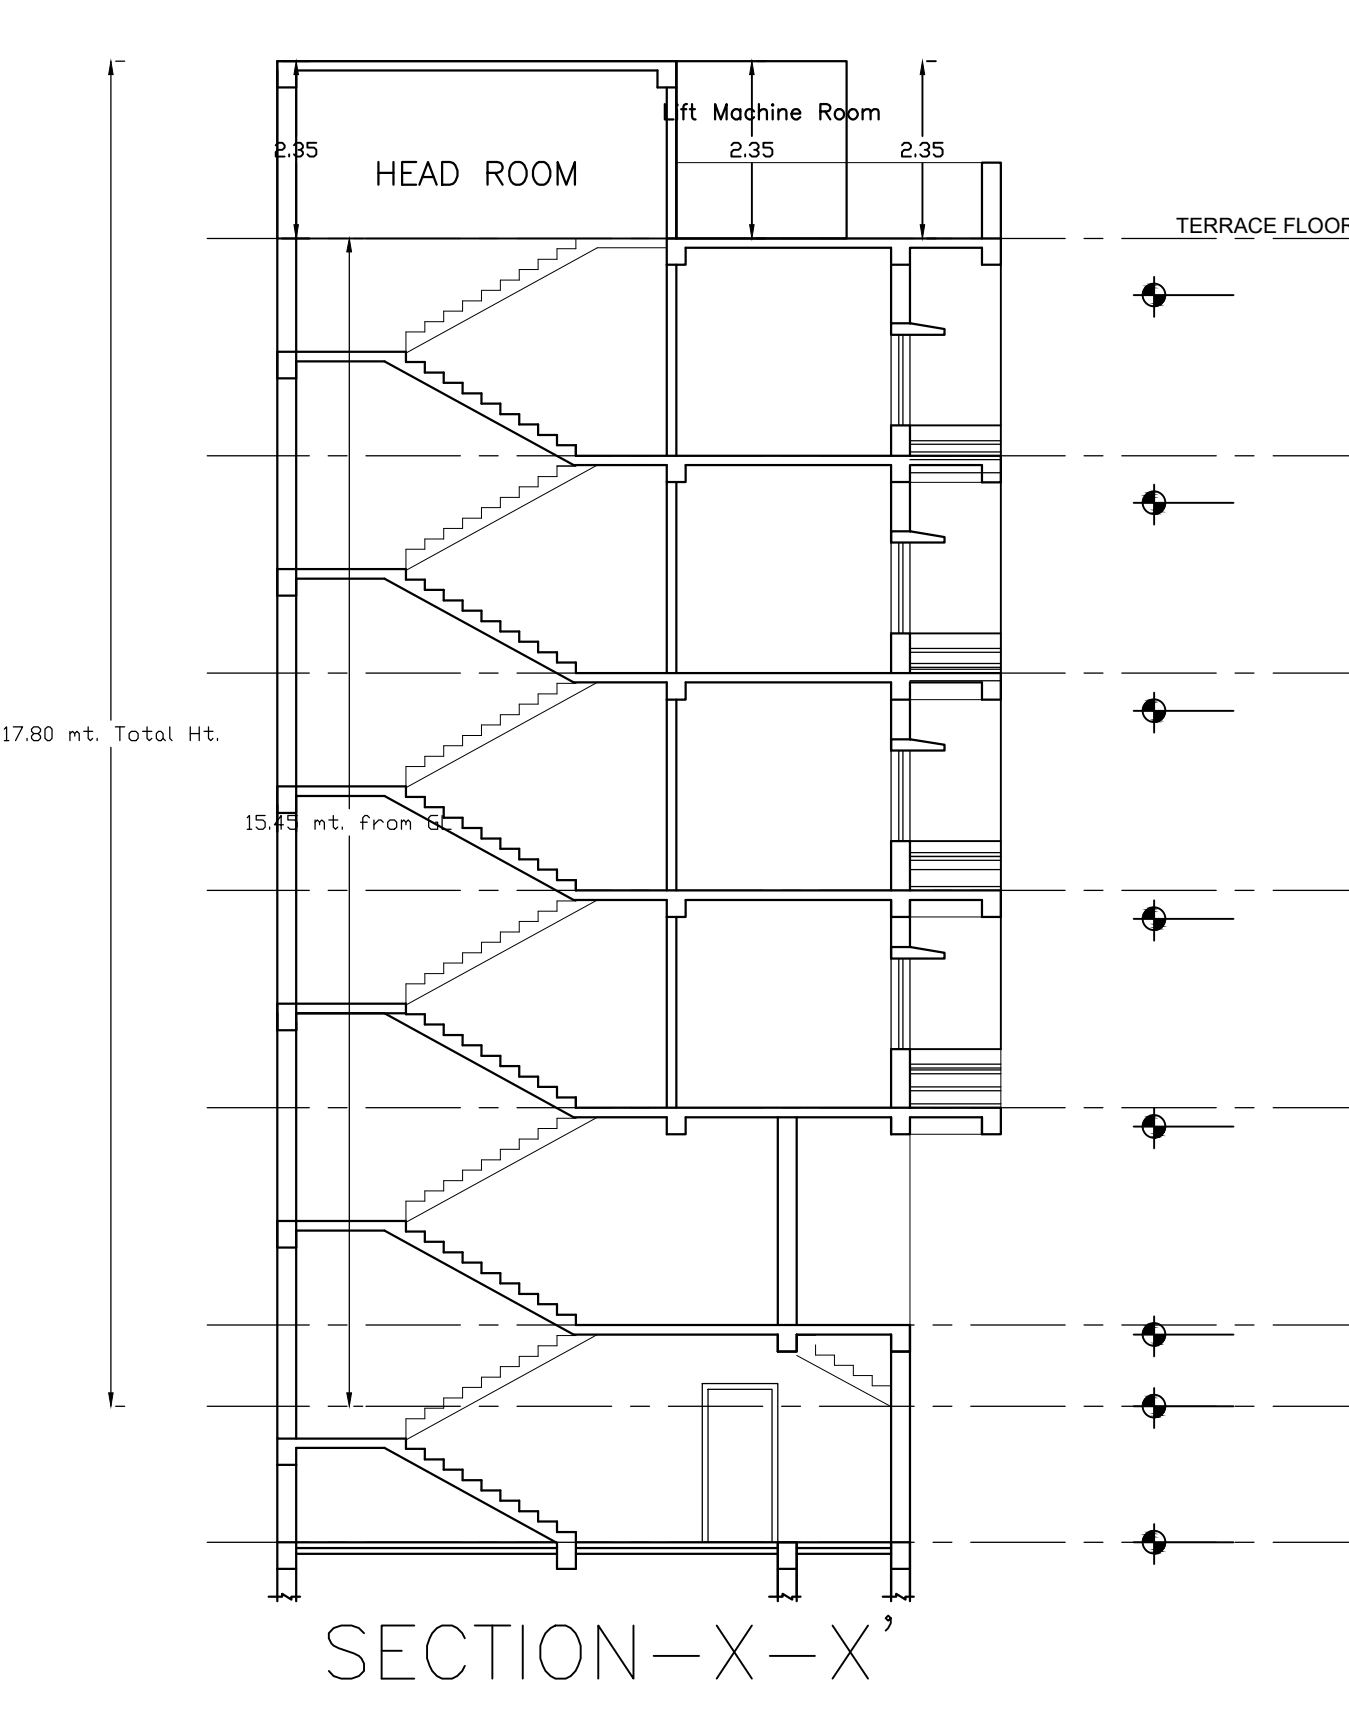 Lift Machine Room
2.35
2.35
2.35
HEAD ROOM
TERRACE FLOOR
17.80 mt. Total Ht.
15.45 mt. from GL
SECTION-X-X'